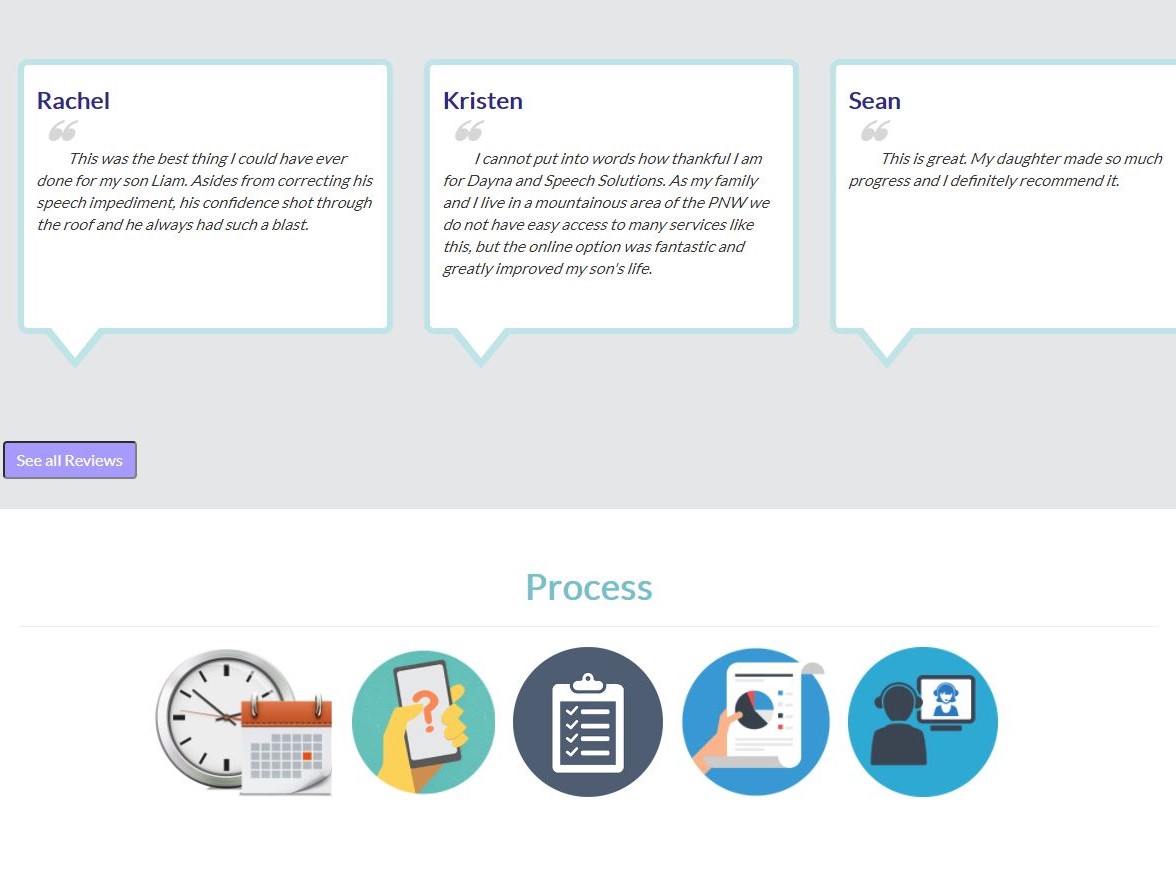 Rachel
This was the best thing I could have ever
done for my son Liam. Asides from correcting his
speech impediment, his confidence shot through
the roof and he always had such a blast.
Kristen
I cannot put into words how thankful I am
for Dayna and Speech Solutions. As my family
and I live in a mountainous area of the PNW we
do not have easy access to many services like
this, but the online option was fantastic and
greatly improved my son's life.
Sean
This is great. My daughter made so much
progress and I definitely recommend it.
See all Reviews
Process
?